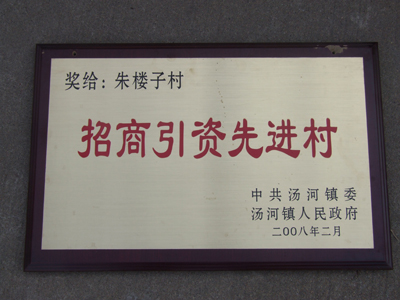 奖给：朱楼子村
招商引资先进村
中共汤河镇委
汤河镇人民政府
二00八年二月